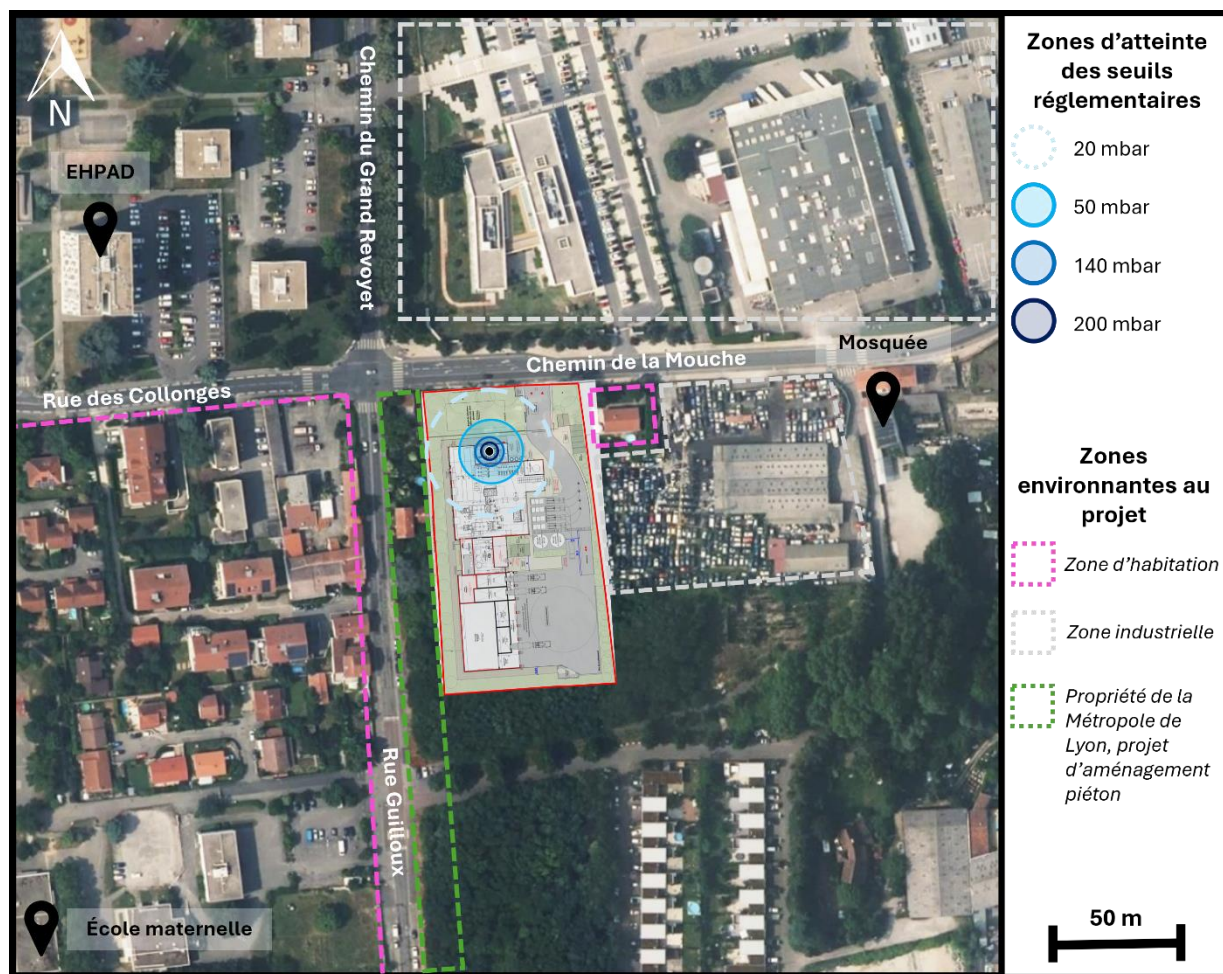 Zones d'atteinte
des seuils
réglementaires
20 mbar
50 mbar
140 mbar
200 mbar
Zones
environnantes au
projet
Zone d'habitation
Zone industrielle
Propriété de la
Métropole de
Lyon, projet
d'aménagement
piéton
50 m
N
EHPAD
Chemin du Grand Revoyet
Mosquée
Chemin de la Mouche
Rue des Collonges
Rue Guilloux
École maternelle